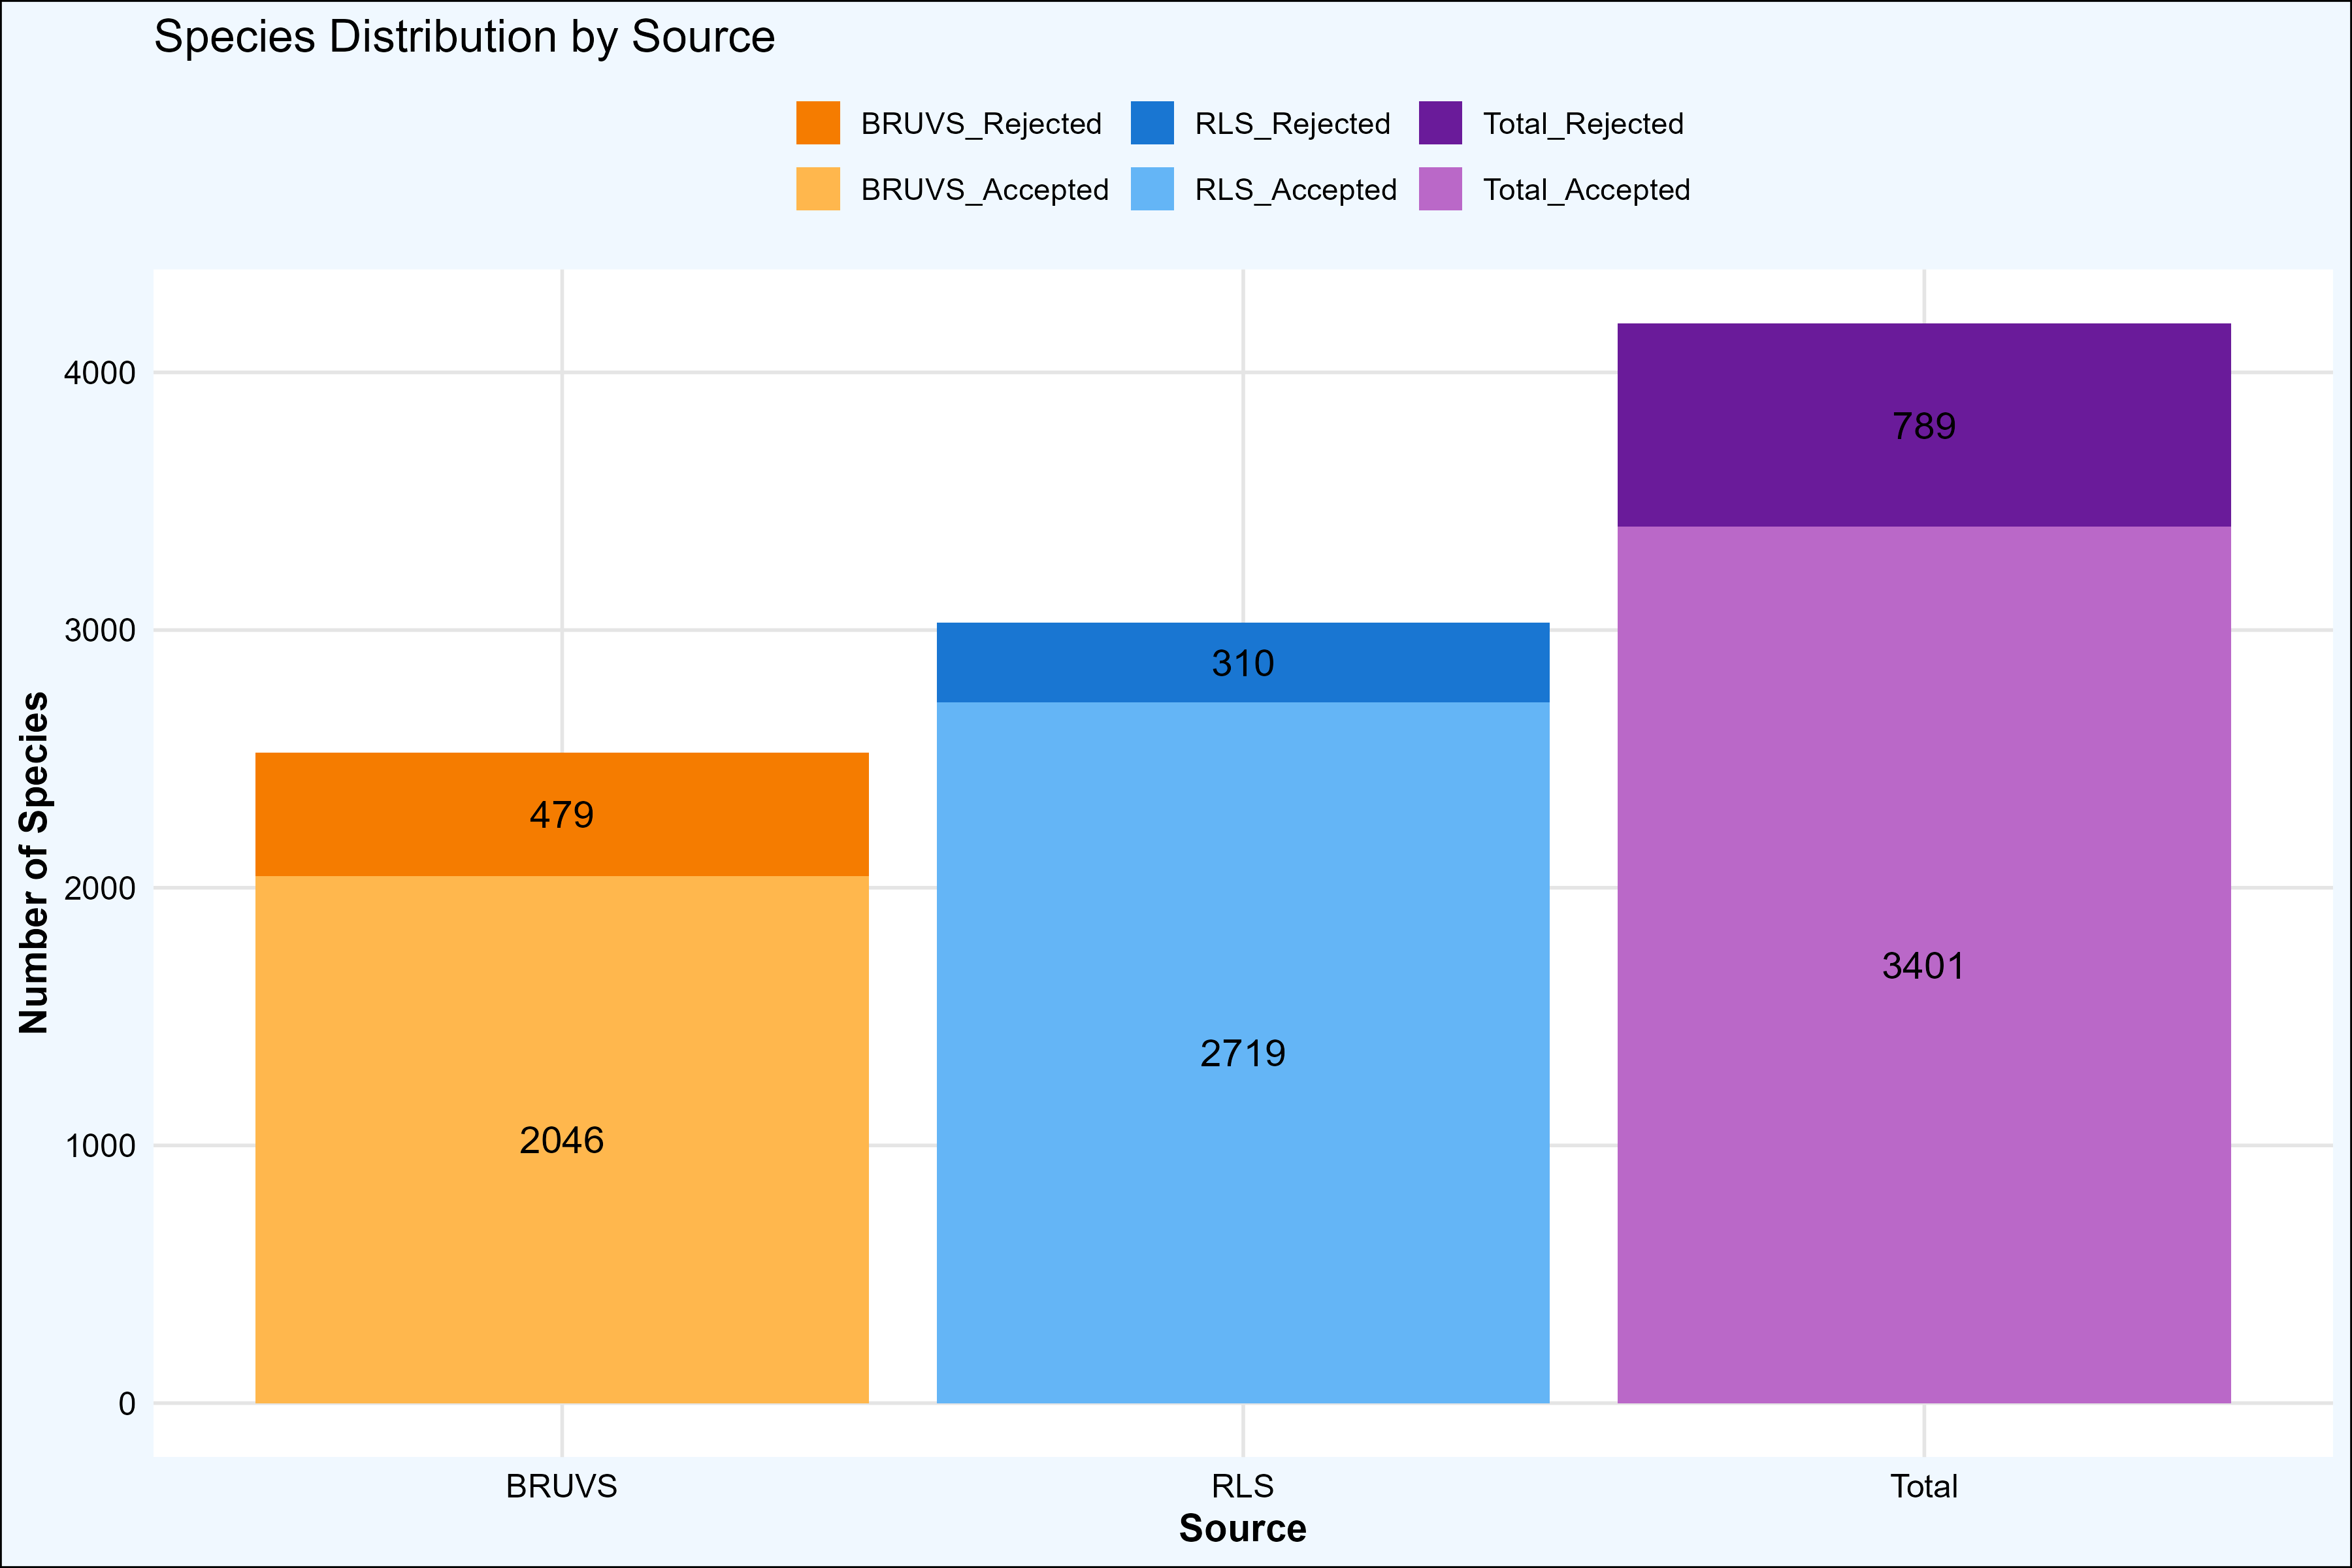 Species Distribution by Source
BRUVS_Rejected RLS_Rejected Total_Rejected
BRUVS_Accepted RLS_Accepted Total_Accepted
Number of Species
4000
3000
2000
1000
0
789
310
479
3401
2719
2046
BRUVS RLS Total
Source